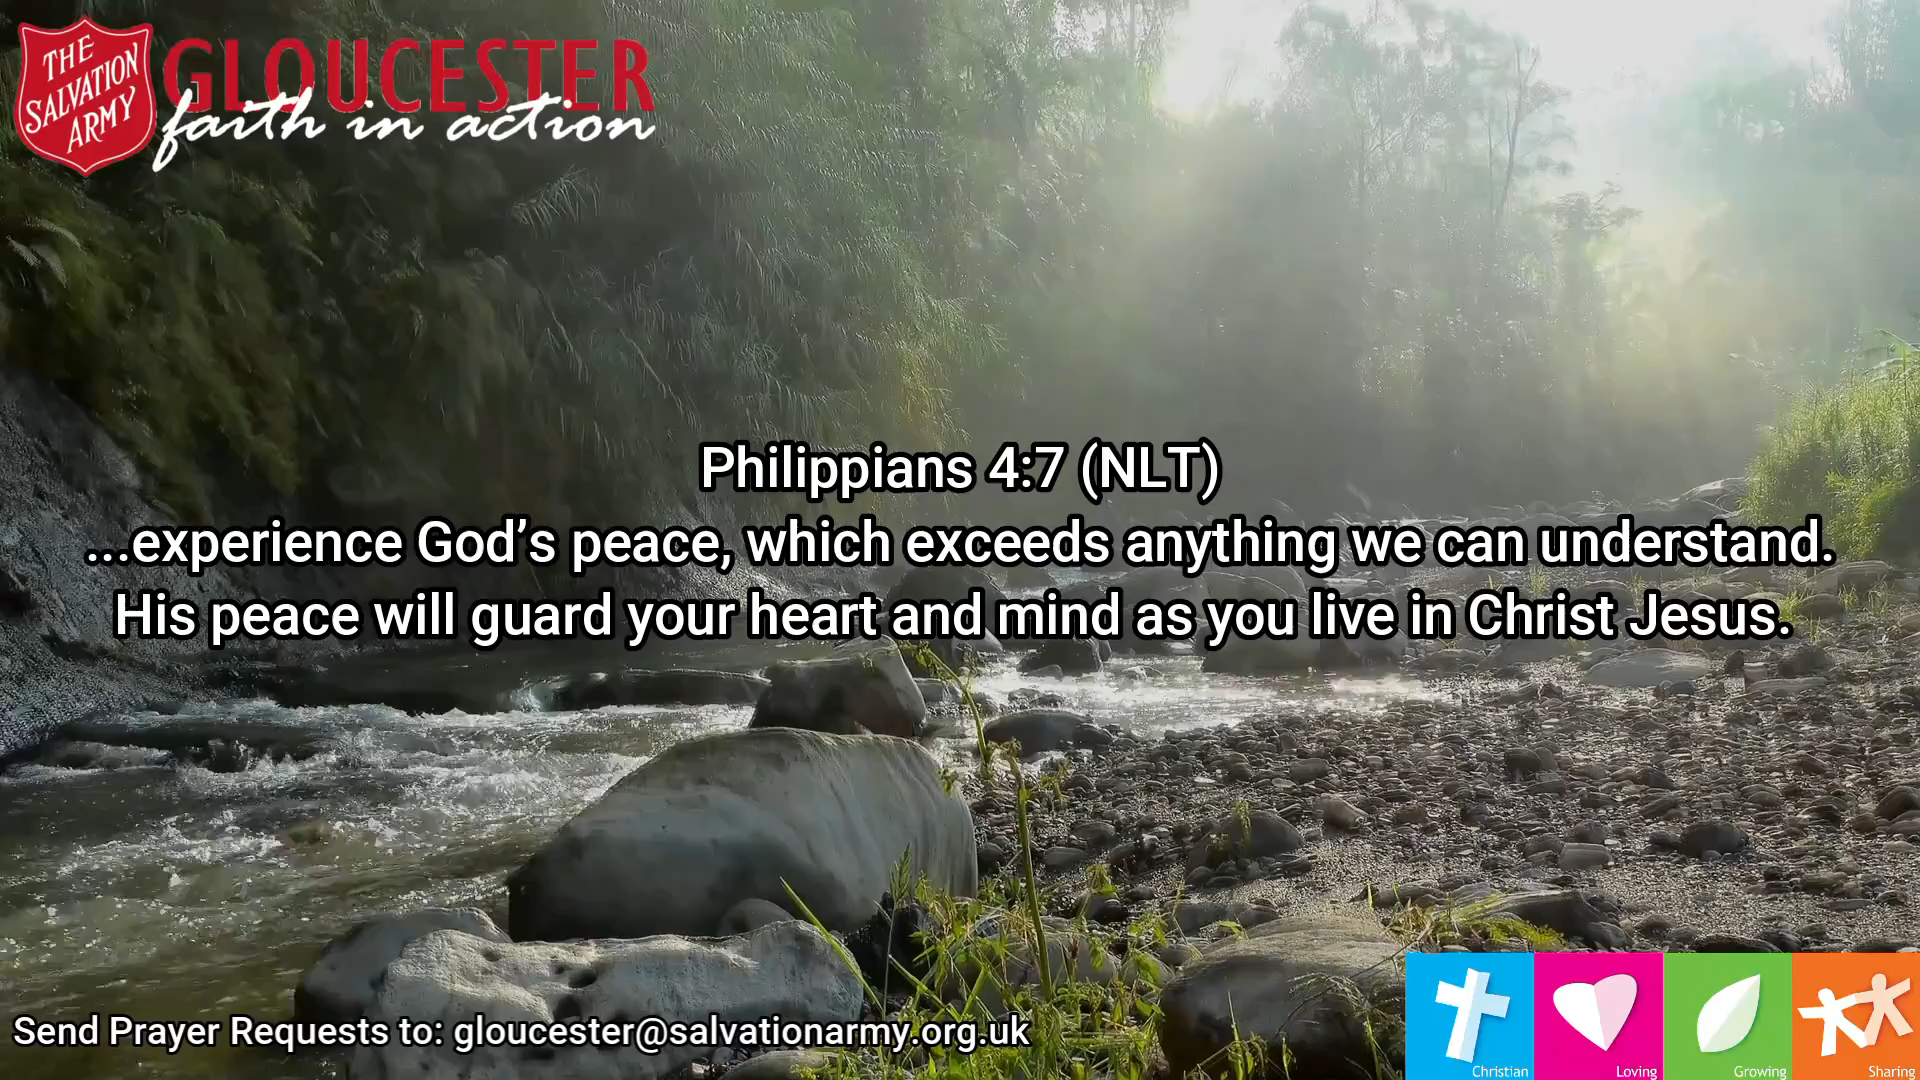 THE
SALVATION
ARMY
GLOUCESTER
faith in action
Philippians 4:7 (NLT)
...experience God’s peace, which exceeds anything we can understand.
His peace will guard your heart and mind as you live in Christ Jesus.
Send Prayer Requests to: gloucester@salvationarmy.org.uk
Christian
Loving
Growing
Sharing